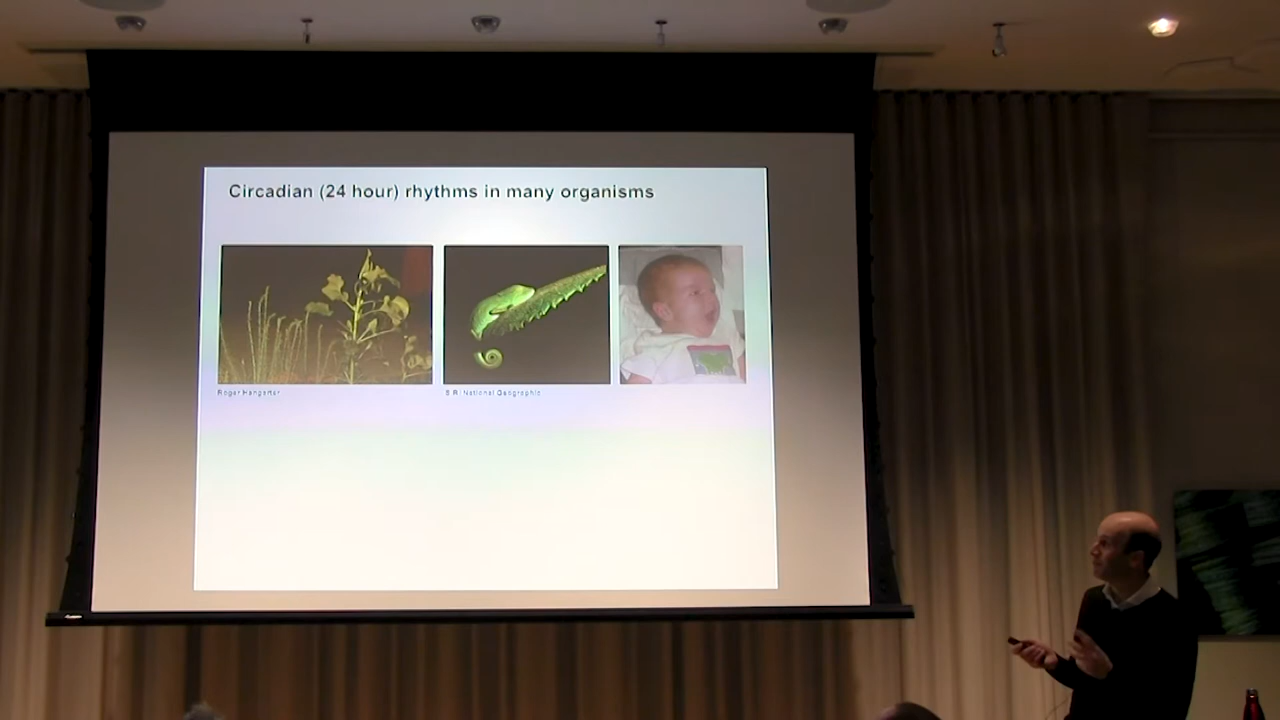 Circadian (24 hour) rhythms in many organisms
Roger Hangarter
National Geographic